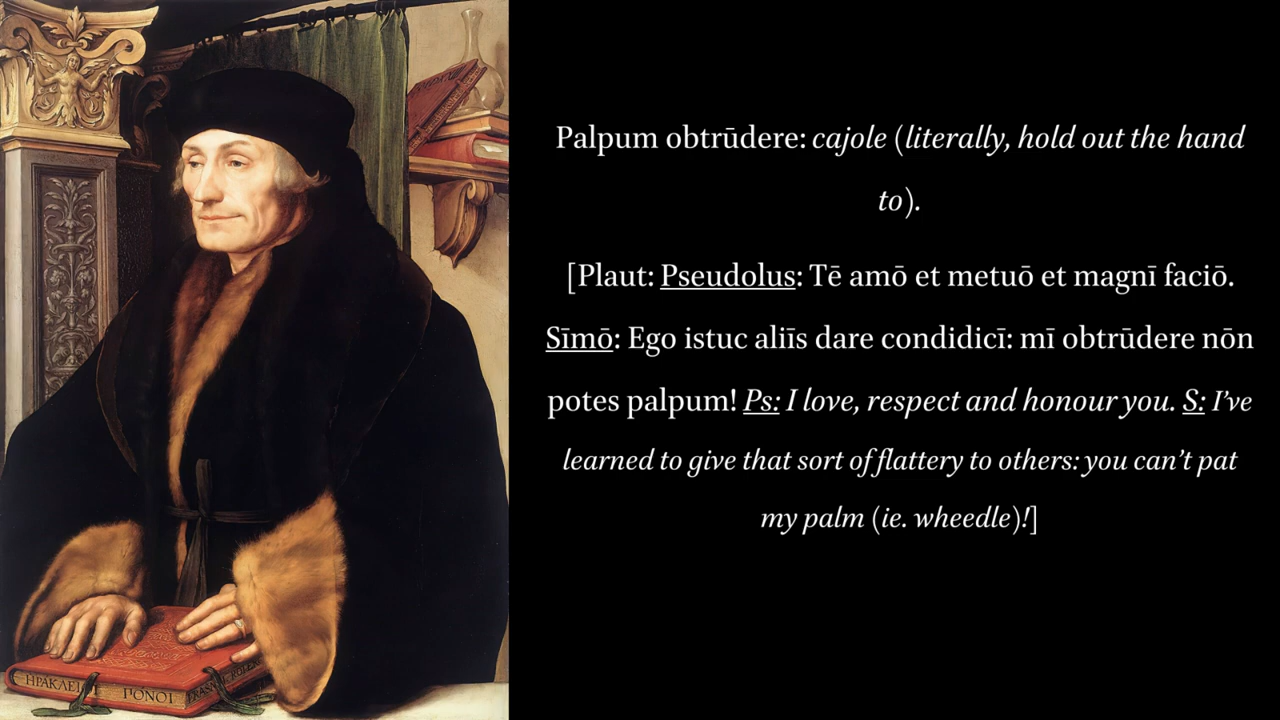 Palpum obtrūdere: cajole (literally, hold out the hand
to).
[Plaut: Pseudolus: Tē amō et metuō et magnī faciō.
Sīmō: Ego istuc aliīs dare condidicī: mī obtrūdere nōn
potes palpum! Ps: I love, respect and honour you. S: I’ve
learned to give that sort of flattery to others: you can’t pat
my palm (ie. wheedle)!]
ΗΡΑΚΛΕΙ ΠΟΝΟΙ